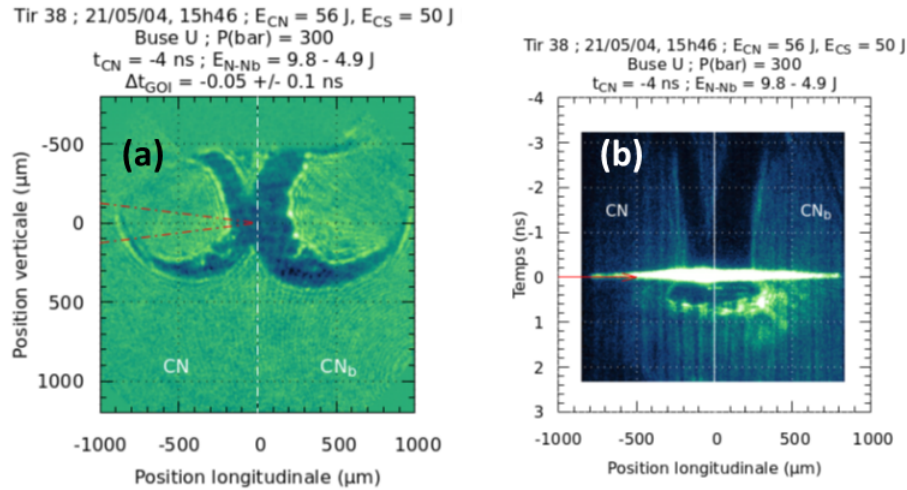 Tir 38 ; 21/05/04, 15h46 ; E_CN = 56 J, E_CS = 50 J
Buse U ; P(bar) = 300
t_CN = -4 ns ; E_N-Nb = 9.8 - 4.9 J
Δt_GOI = -0.05 +/- 0.1 ns
(a)
Position verticale (μm)
-500
0
500
1000
CN
CN_b
-1000
-500
0
500
1000
Position longitudinale (μm)
Tir 38 ; 21/05/04, 15h46 ; E_CN = 56 J, E_CS = 50 J
Buse U ; P(bar) = 300
t_CN = -4 ns ; E_N-Nb = 9.8 - 4.9 J
(b)
Temps (ns)
-4
-3
-2
-1
0
1
2
3
CN
CN_b
-1000
-500
0
500
1000
Position longitudinale (μm)